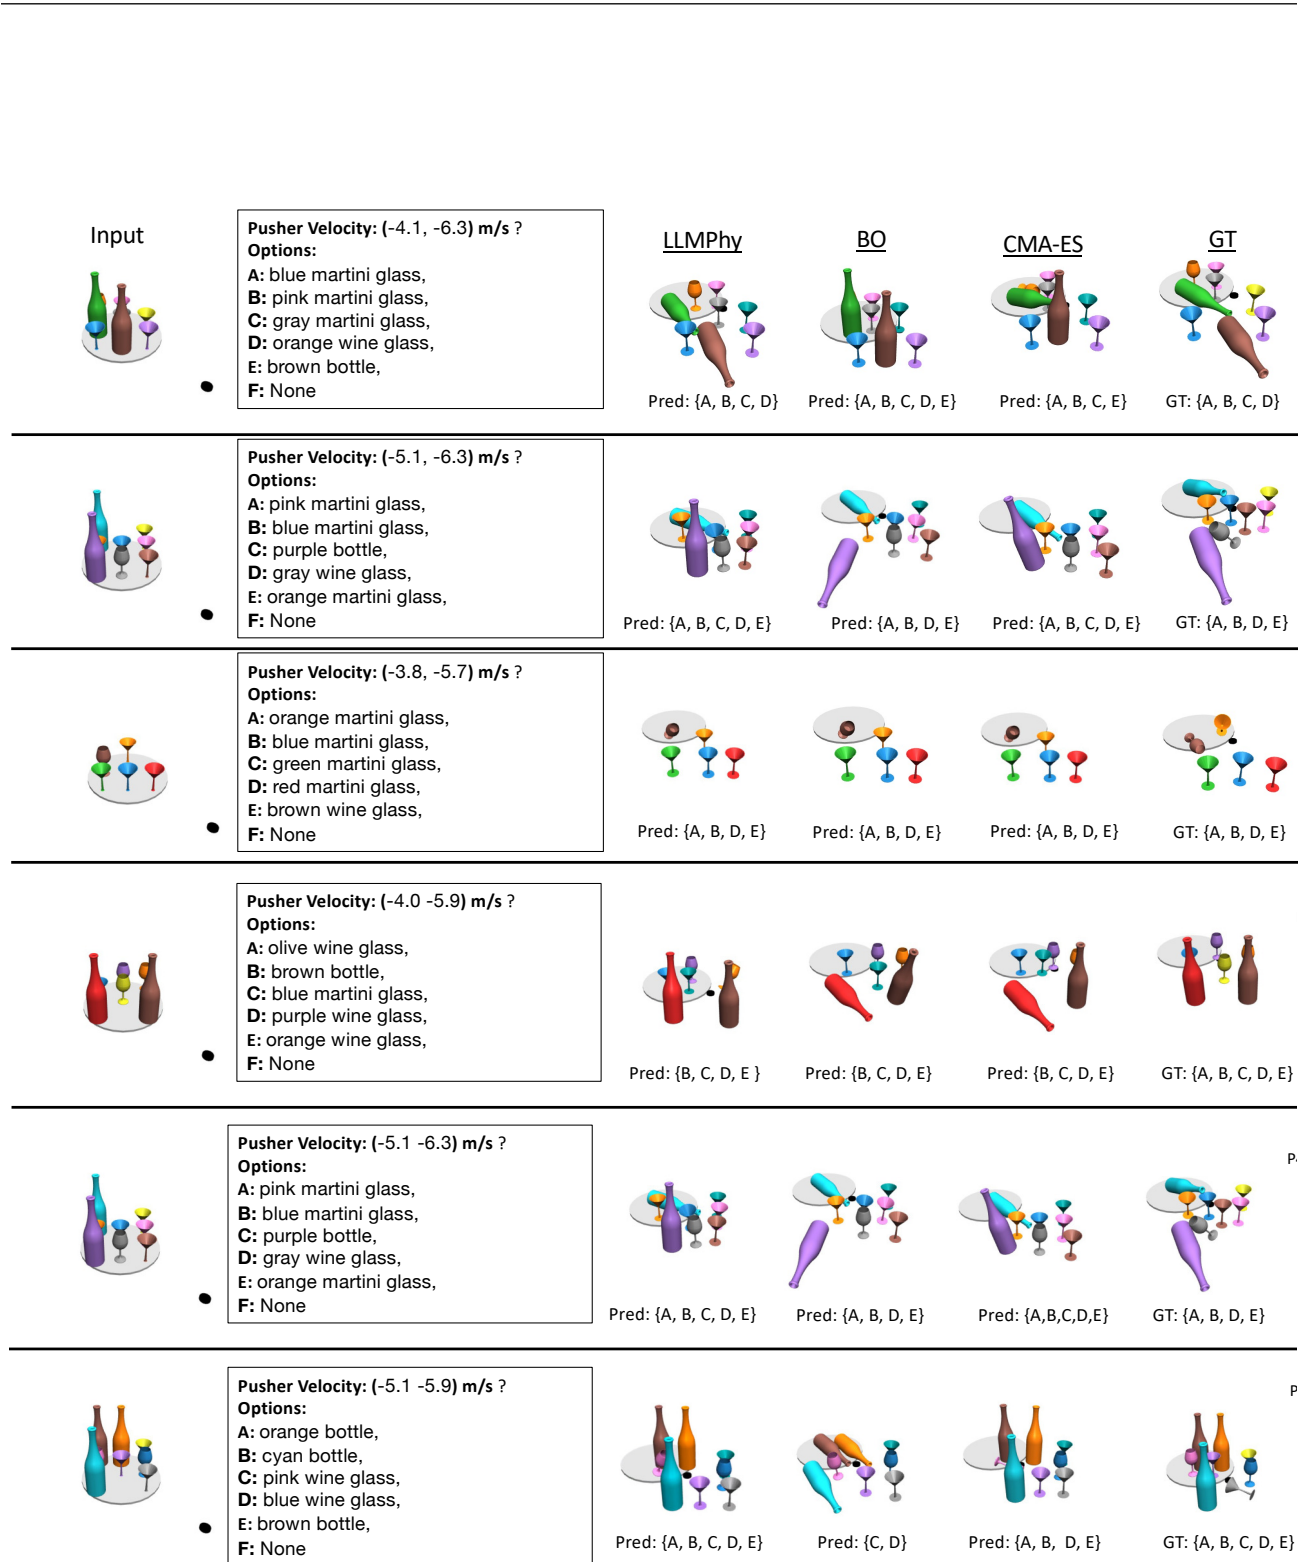 Input
Pusher Velocity: (-4.1, -6.3) m/s ?
Options:
A: blue martini glass,
B: pink martini glass,
C: gray martini glass,
D: orange wine glass,
E: brown bottle,
F: None
LLMPhy
BO
CMA-ES
GT
Pred: {A, B, C, D}
Pred: {A, B, C, D, E}
Pred: {A, B, C, E}
GT: {A, B, C, D}
Pusher Velocity: (-5.1, -6.3) m/s ?
Options:
A: pink martini glass,
B: blue martini glass,
C: purple bottle,
D: gray wine glass,
E: orange martini glass,
F: None
Pred: {A, B, C, D, E}
Pred: {A, B, D, E}
Pred: {A, B, C, D, E}
GT: {A, B, D, E}
Pusher Velocity: (-3.8, -5.7) m/s ?
Options:
A: orange martini glass,
B: blue martini glass,
C: green martini glass,
D: red martini glass,
E: brown wine glass,
F: None
Pred: {A, B, D, E}
Pred: {A, B, D, E}
Pred: {A, B, D, E}
GT: {A, B, D, E}
Pusher Velocity: (-4.0 -5.9) m/s ?
Options:
A: olive wine glass,
B: brown bottle,
C: blue martini glass,
D: purple wine glass,
E: orange wine glass,
F: None
Pred: {B, C, D, E }
Pred: {B, C, D, E}
Pred: {B, C, D, E}
GT: {A, B, C, D, E}
Pusher Velocity: (-5.1 -6.3) m/s ?
Options:
A: pink martini glass,
B: blue martini glass,
C: purple bottle,
D: gray wine glass,
E: orange martini glass,
F: None
Pred: {A, B, C, D, E}
Pred: {A, B, D, E}
Pred: {A,B,C,D,E}
GT: {A, B, D, E}
Pusher Velocity: (-5.1 -5.9) m/s ?
Options:
A: orange bottle,
B: cyan bottle,
C: pink wine glass,
D: blue wine glass,
E: brown bottle,
F: None
Pred: {A, B, C, D, E}
Pred: {C, D}
Pred: {A, B, D, E}
GT: {A, B, C, D, E}